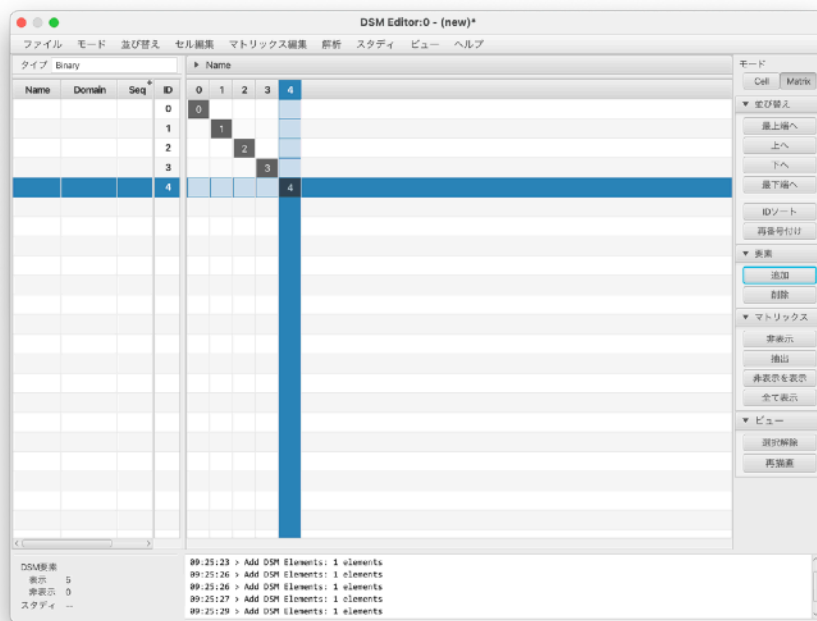 DSM Editor:0 - (new)*
ファイル モード 並び替え セル編集 マトリックス編集 解析 スタディ ビュー ヘルプ
タイプ Binary
▶ Name
モード
Cell Matrix
Name Domain Seq ID
0 1 2 3 4
▼ 並び替え
0 0
最上端へ
1 1
上へ
2 2
下へ
3 3
最下端へ
4 4
IDソート
再番号付け
▼ 要素
追加
削除
▼ マトリックス
非表示
抽出
非表示を表示
全て表示
▼ ビュー
選択解除
再描画
DSM要素
表示 5
非表示 0
スタディ --
09:25:23 > Add DSM Elements: 1 elements
09:25:26 > Add DSM Elements: 1 elements
09:25:26 > Add DSM Elements: 1 elements
09:25:27 > Add DSM Elements: 1 elements
09:25:29 > Add DSM Elements: 1 elements